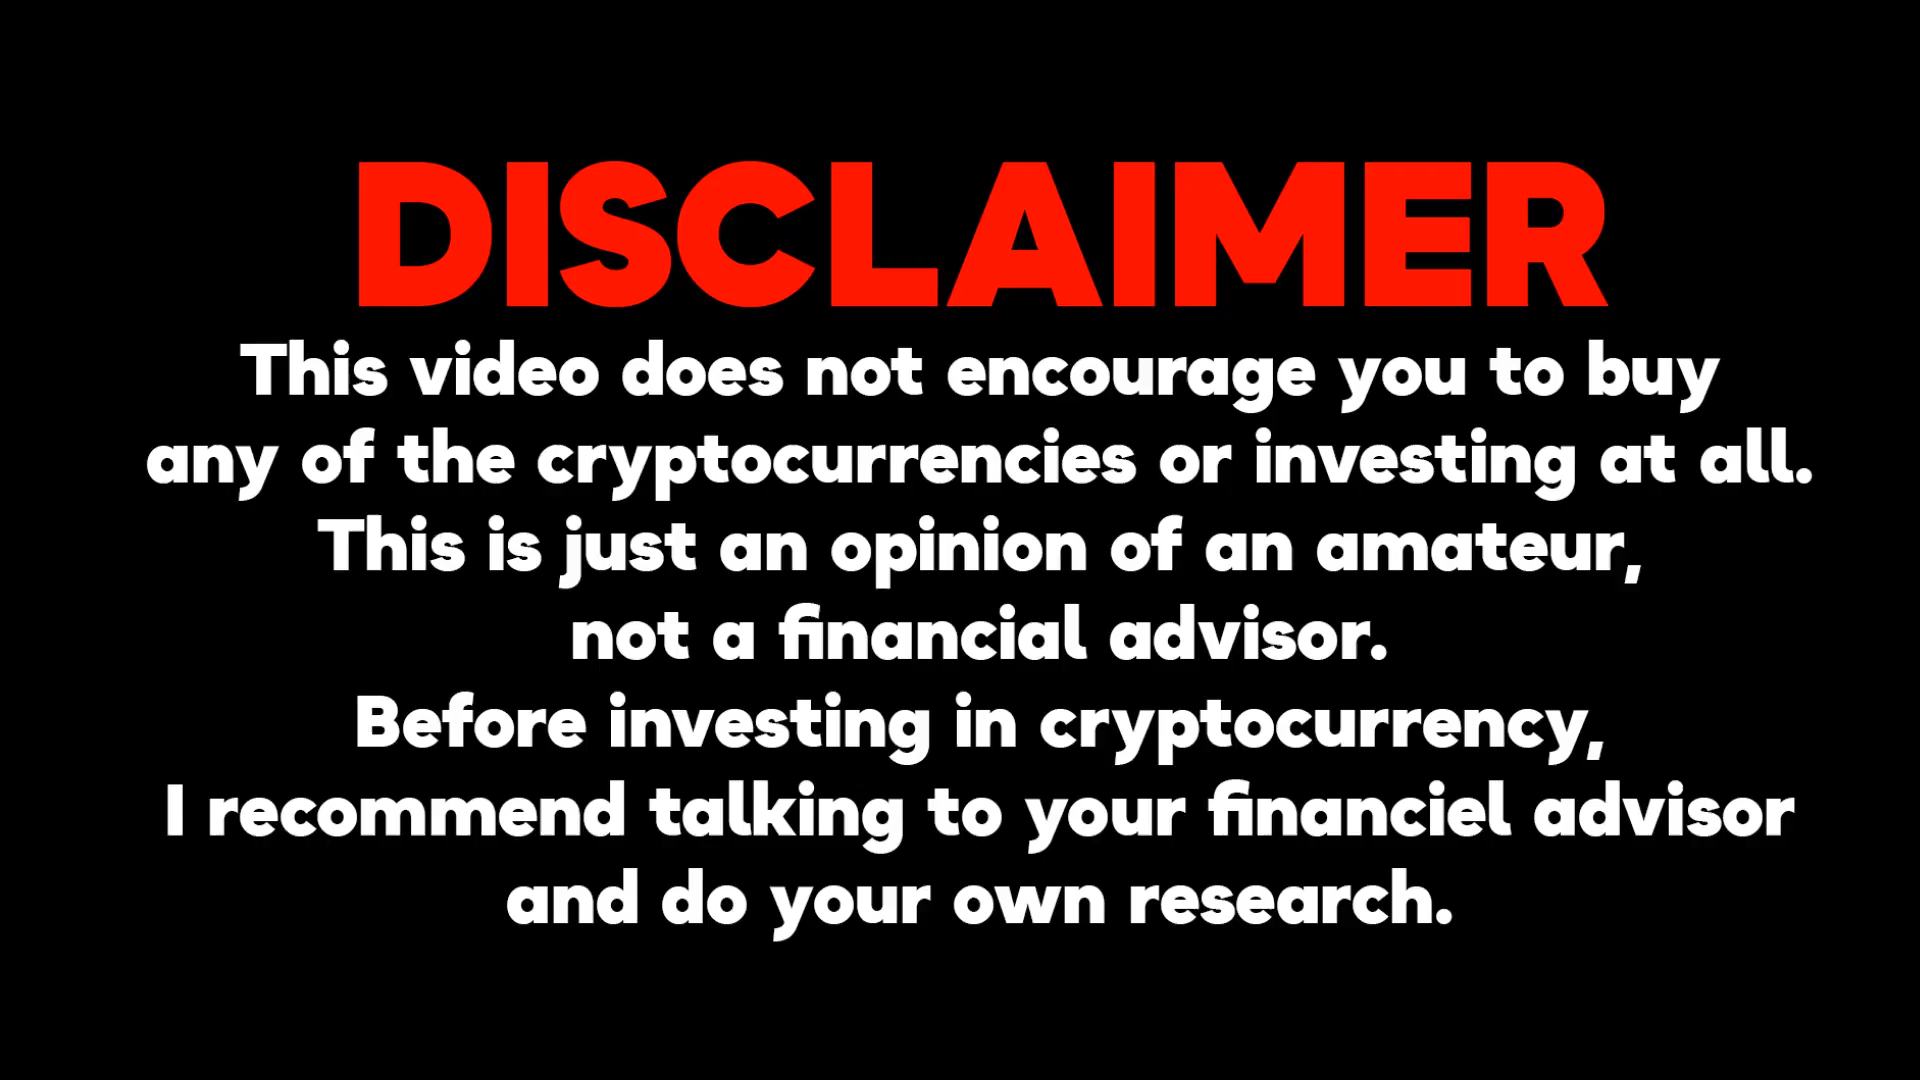 DISCLAIMER
This video does not encourage you to buy
any of the cryptocurrencies or investing at all.
This is just an opinion of an amateur,
not a financial advisor.
Before investing in cryptocurrency,
I recommend talking to your financiel advisor
and do your own research.